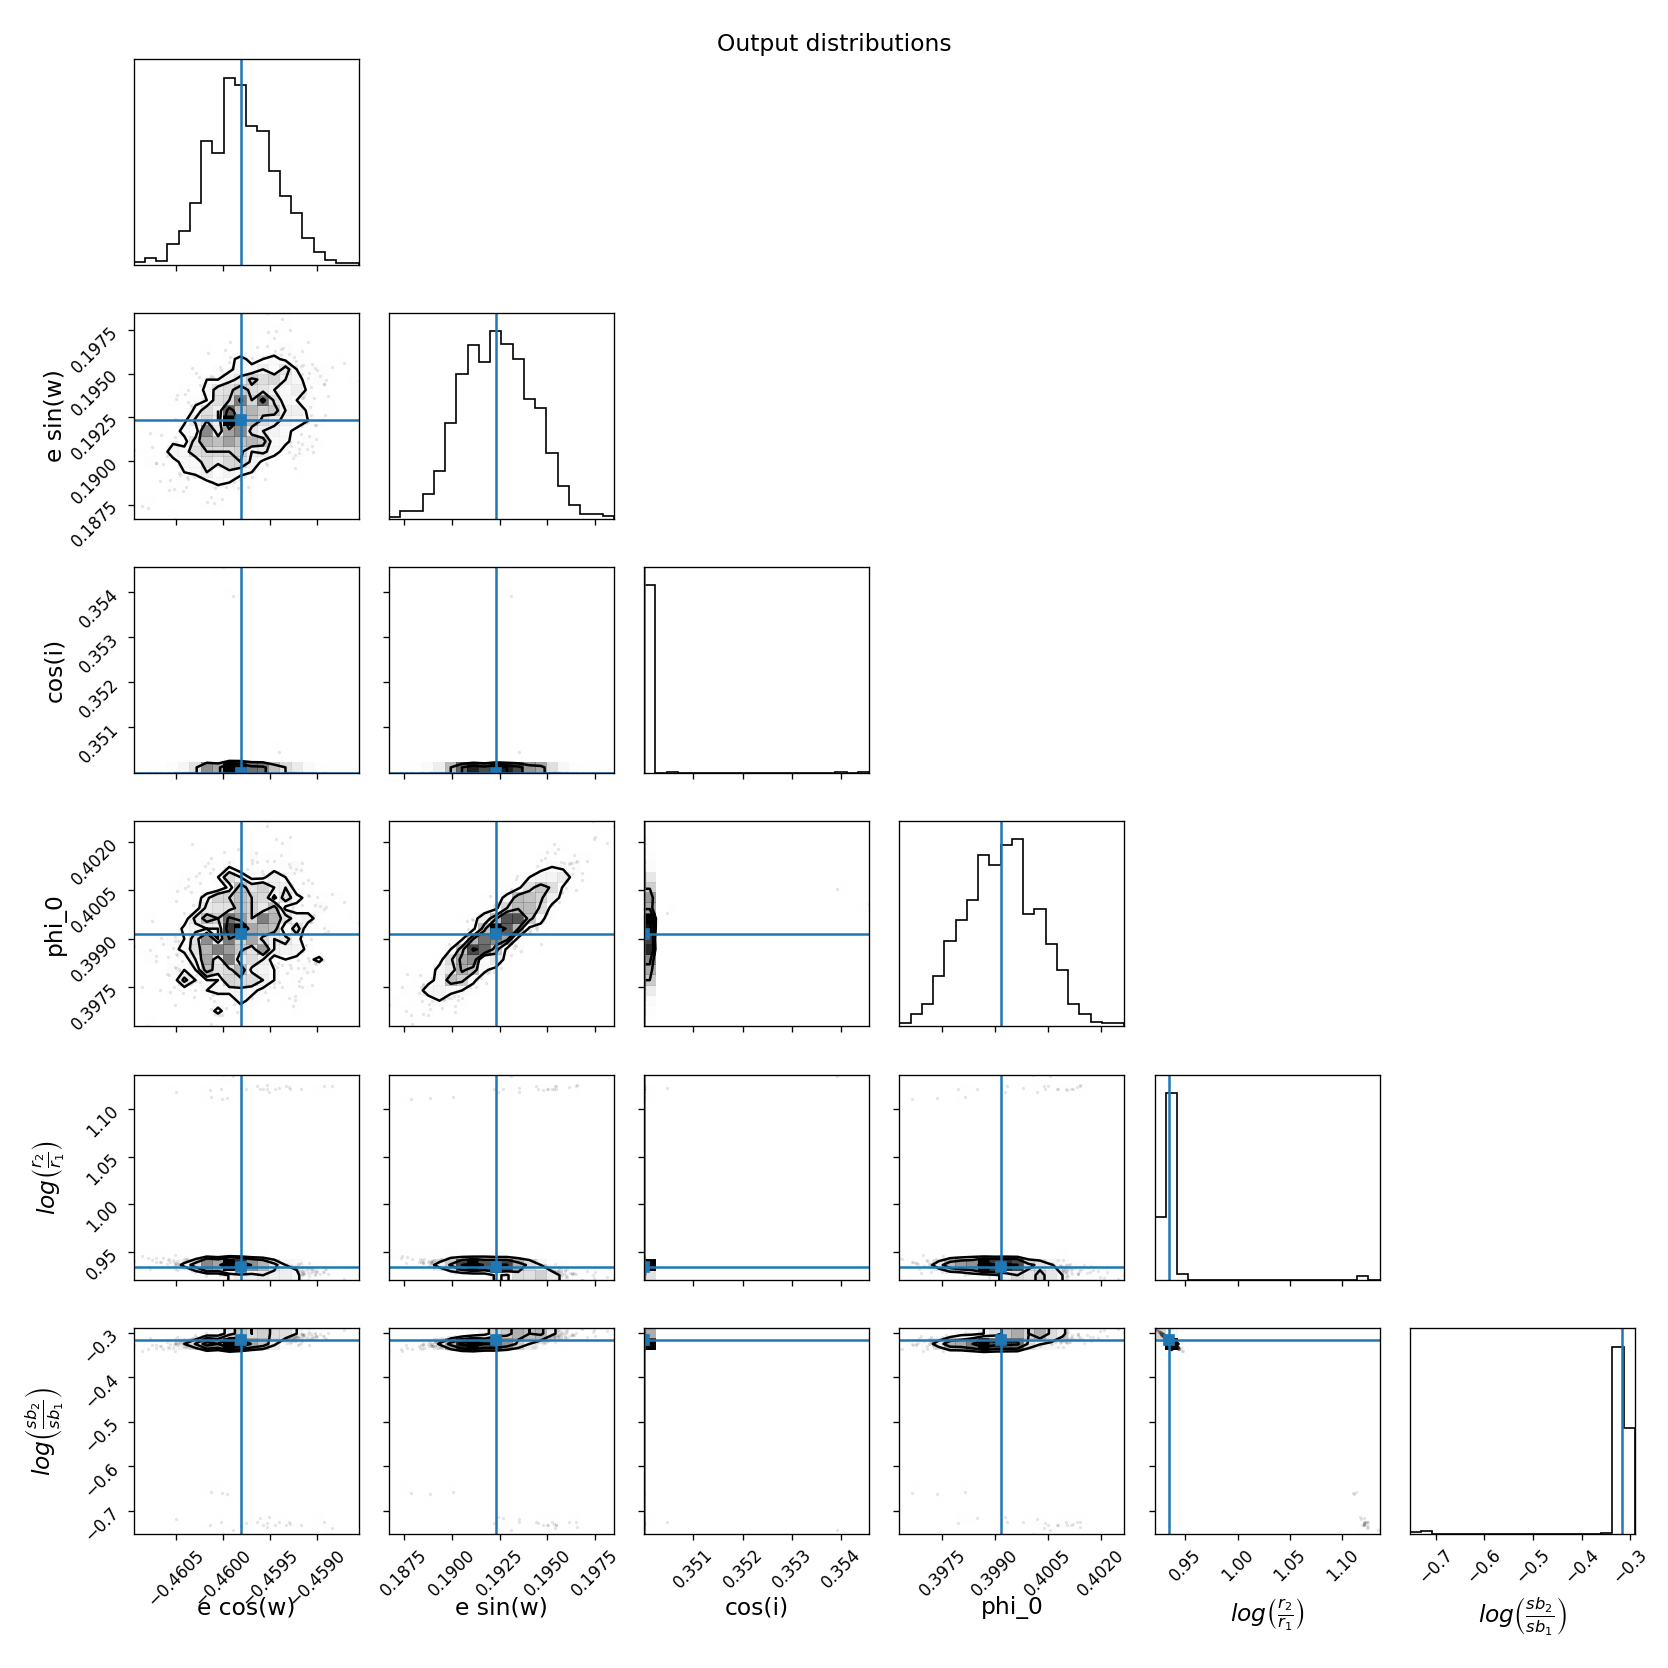 Output distributions
e sin(w)
0.1975
0.1950
0.1925
0.1900
0.1875
cos(i)
0.354
0.353
0.352
0.351
phi_0
0.4020
0.4005
0.3990
0.3975
log(r2/r1)
1.10
1.05
1.00
0.95
log(sb2/sb1)
−0.3
−0.4
−0.5
−0.6
−0.7
−0.4605 −0.4600 −0.4595 −0.4590 0.1875 0.1900 0.1925 0.1950 0.1975 0.351 0.352 0.353 0.354 0.3975 0.3990 0.4005 0.4020 0.95 1.00 1.05 1.10 −0.7 −0.6 −0.5 −0.4 −0.3
e cos(w) e sin(w) cos(i) phi_0 log(r2/r1) log(sb2/sb1)